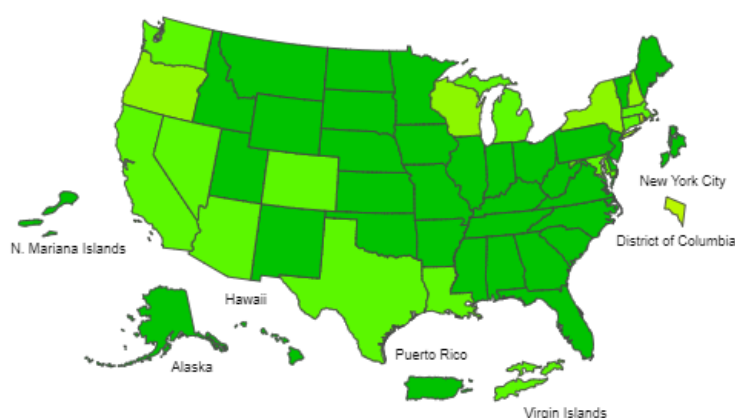 New York City
District of Columbia
N. Mariana Islands
Hawaii
Alaska
Puerto Rico
Virgin Islands